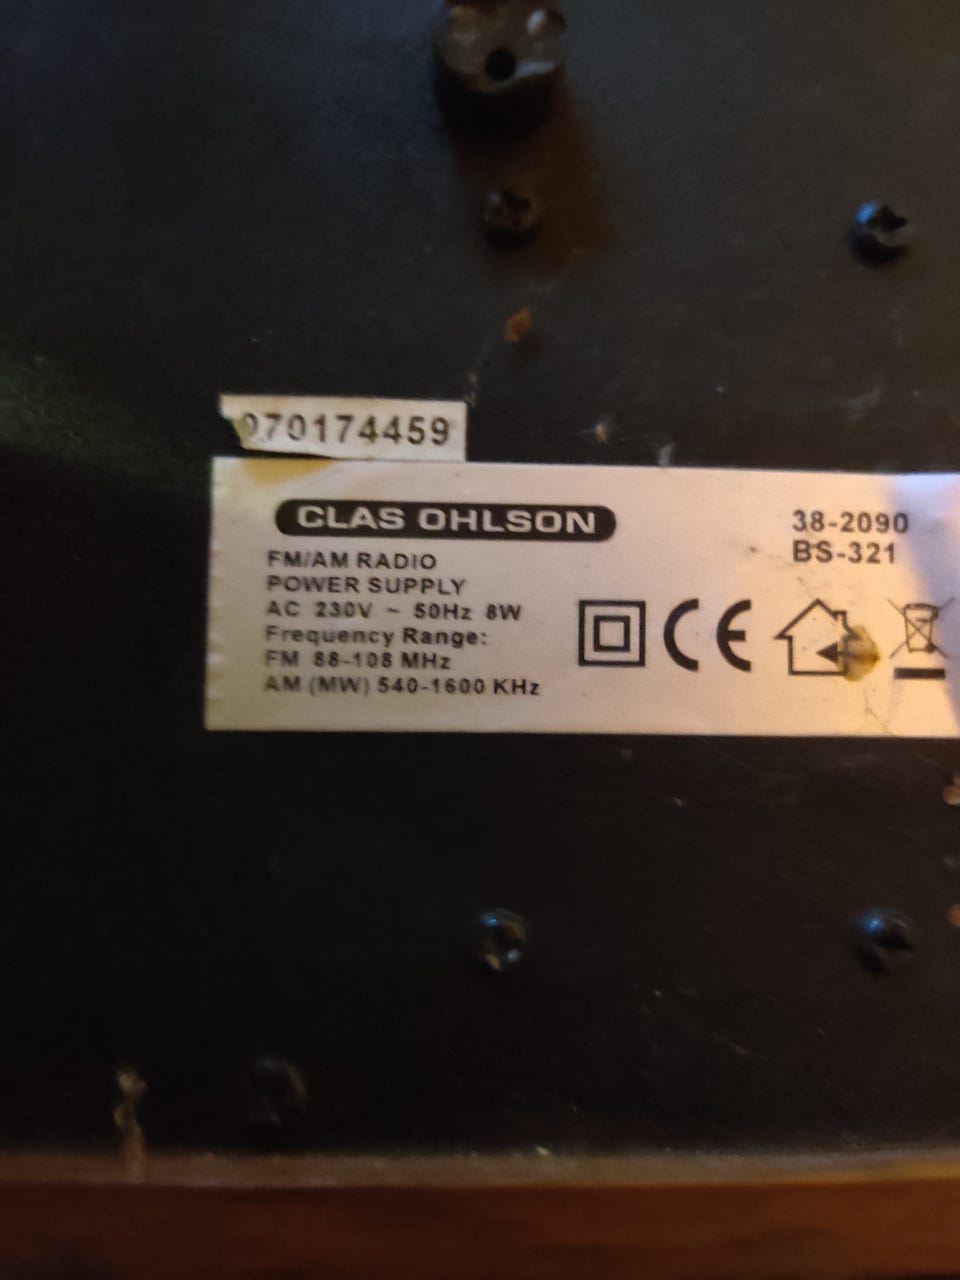 070174459
CLAS OHLSON
38-2090
BS-321
FM/AM RADIO
POWER SUPPLY
AC 230V ~ 50Hz 8W
Frequency Range:
FM 88-108 MHz
AM (MW) 540-1600 KHz
CE